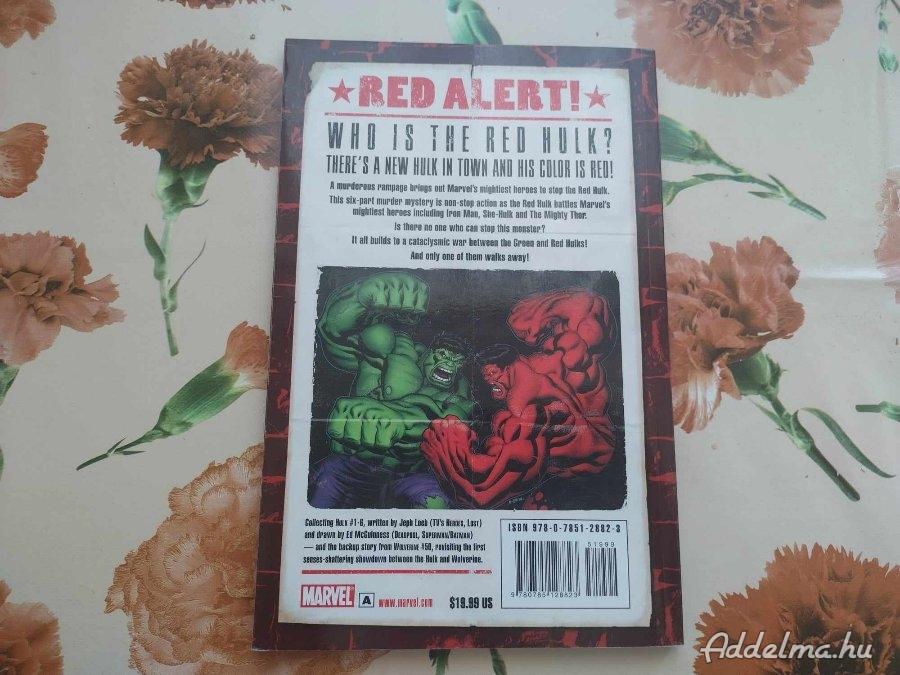 RED ALERT!
WHO IS THE RED HULK?
THERE'S A NEW HULK IN TOWN AND HIS COLOR IS RED!
A murderous rampage brings out Marvel's mightiest heroes to stop the Red Hulk.
This six-part murder mystery is non-stop action as the Red Hulk battles Marvel's
mightiest heroes including Iron Man, She-Hulk and The Mighty Thor.
Is there no one who can stop this monster?
It all builds to a cataclysmic war between the Green and Red Hulks!
And only one of them walks away!
Collecting Hulk #1-6, written by Jeph Loeb (TV's Heroes, Lost)
and drawn by Ed McGuinness (Deadpool, Superman/Batman)
— and the backup story from Wolverine #50, revisiting the first
senses-shattering showdown between the Hulk and Wolverine.
ISBN 978-0-7851-2882-3
51999
9 780785 128823
MARVEL A www.marvel.com $19.99 US
Addelma.hu